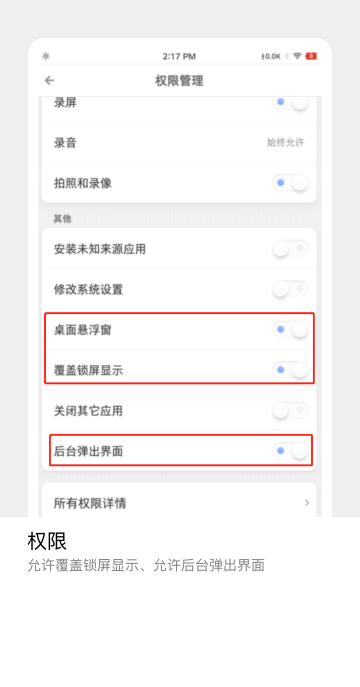 2:17 PM
0.0K
3
权限管理
录屏
录音
始终允许
拍照和录像
其他
安装未知来源应用
修改系统设置
桌面悬浮窗
覆盖锁屏显示
关闭其它应用
后台弹出界面
所有权限详情
权限
允许覆盖锁屏显示、允许后台弹出界面